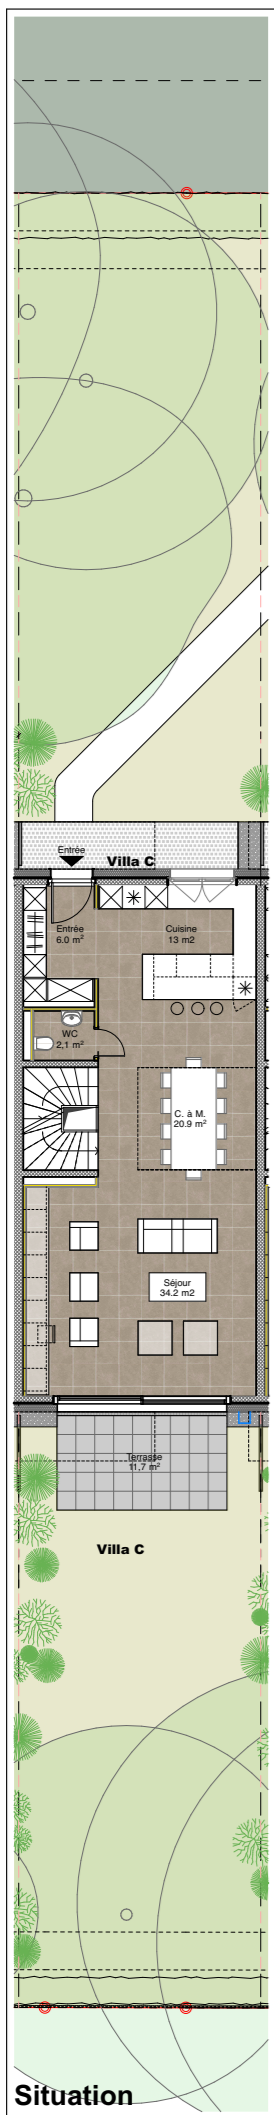 Entrée
Villa C
Entrée
6.0 m²
Cuisine
13 m2
WC
2,1 m²
C. à M.
20.9 m²
Séjour
34.2 m2
Terrasse
11,7 m²
Villa C
Situation